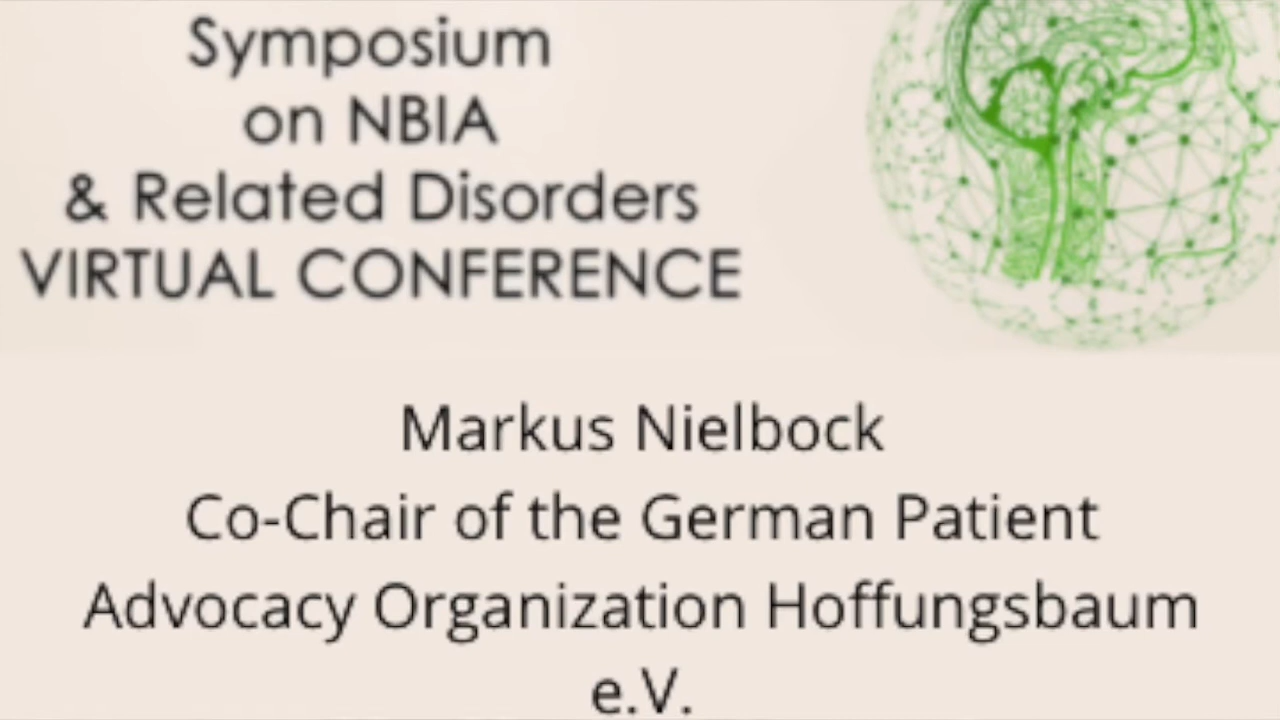 Symposium
on NBIA
& Related Disorders
VIRTUAL CONFERENCE
Markus Nielbock
Co-Chair of the German Patient
Advocacy Organization Hoffungsbaum
e.V.